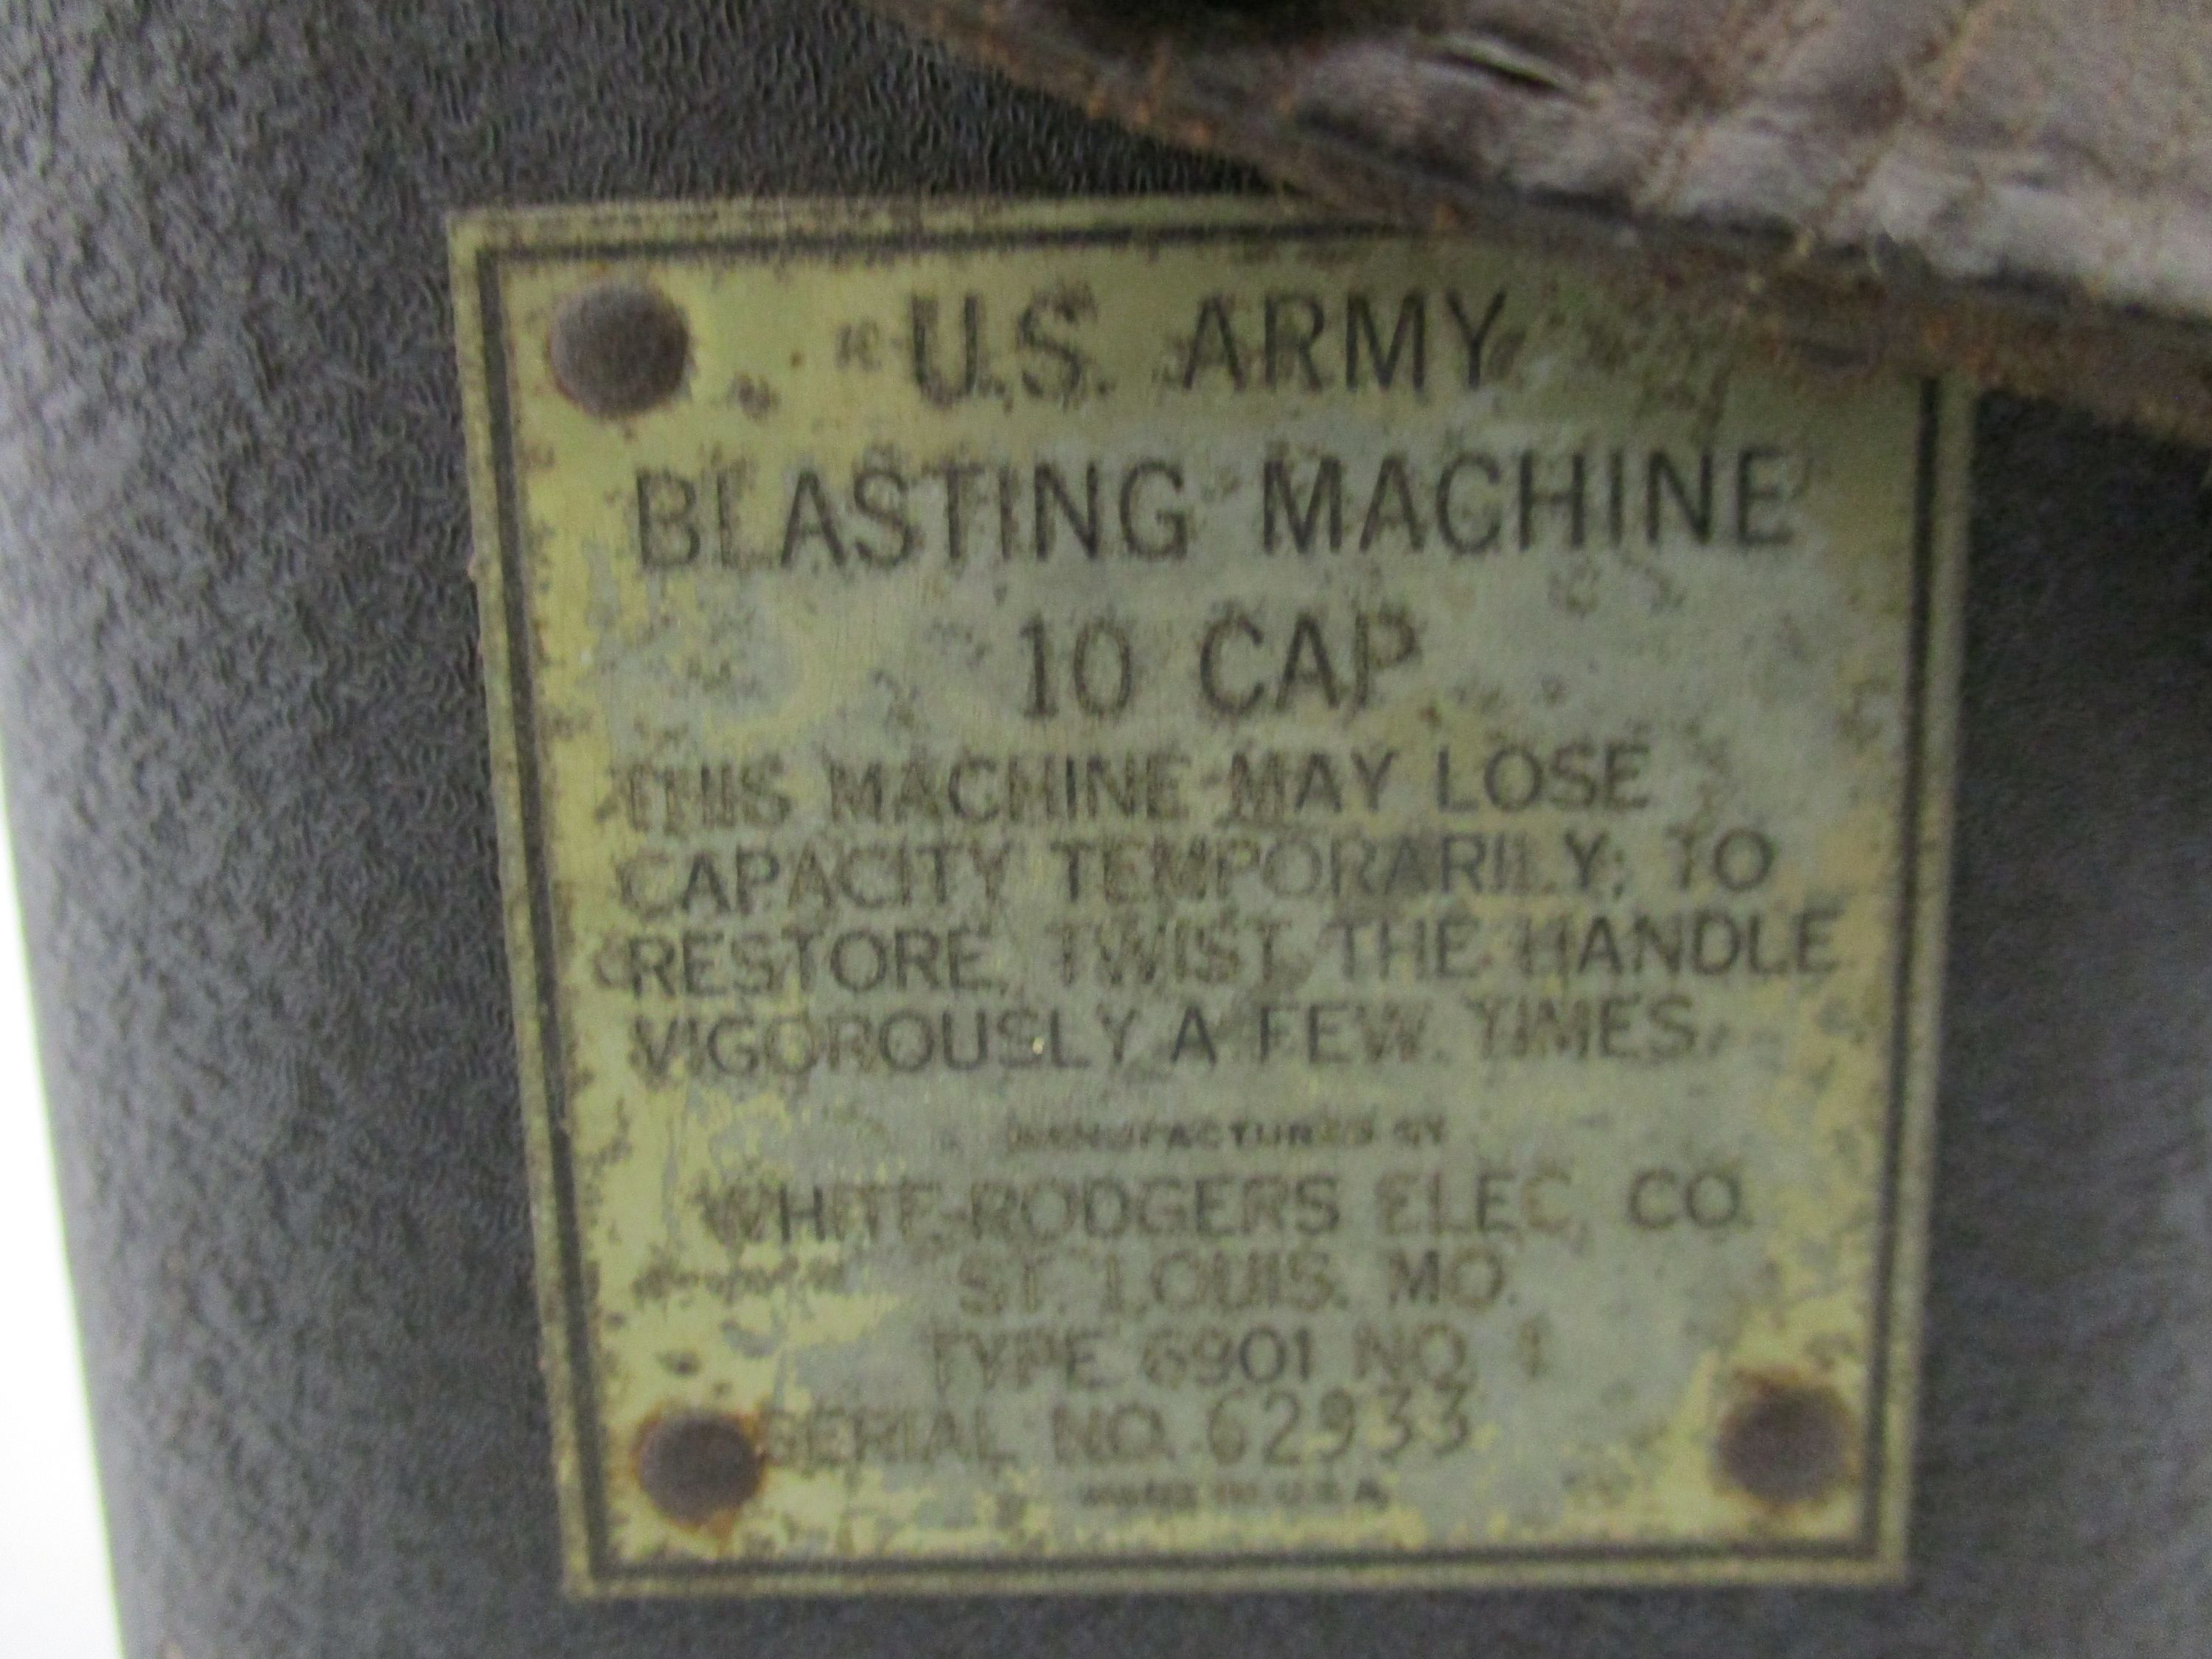 U.S. ARMY
BLASTING MACHINE
10 CAP
THIS MACHINE MAY LOSE
CAPACITY TEMPORARILY; TO
RESTORE, TWIST THE HANDLE
VIGOROUSLY A FEW TIMES.
MANUFACTURED BY
WHITE-RODGERS ELEC. CO.
ST. LOUIS, MO.
TYPE 6901 NO. 1
SERIAL NO. 62933
MADE IN U.S.A.